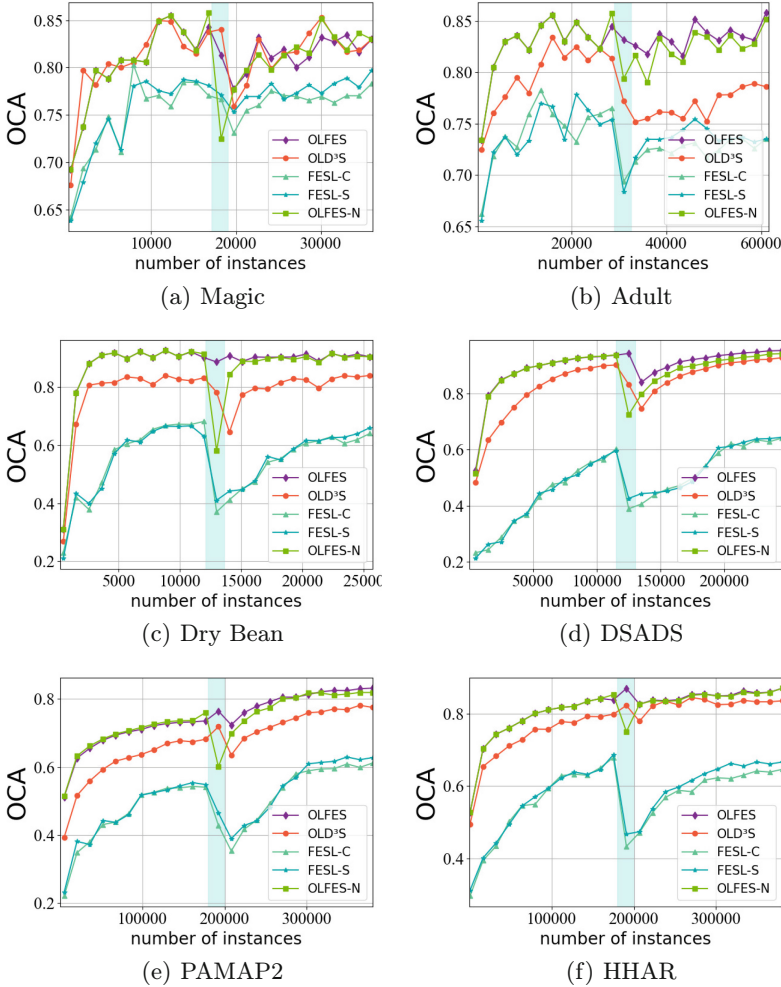 0.85
0.80
0.75
0.70
0.65
OCA
OLFES
OLD³S
FESL-C
FESL-S
OLFES-N
10000 20000 30000
number of instances
(a) Magic
0.85
0.80
0.75
0.70
0.65
OCA
OLFES
OLD³S
FESL-C
FESL-S
OLFES-N
0 20000 40000 60000
number of instances
(b) Adult
0.8
0.6
0.4
0.2
OCA
OLFES
OLD³S
FESL-C
FESL-S
OLFES-N
5000 10000 15000 20000 25000
number of instances
(c) Dry Bean
0.8
0.6
0.4
0.2
OCA
OLFES
OLD³S
FESL-C
FESL-S
OLFES-N
50000 100000 150000 200000
number of instances
(d) DSADS
0.8
0.6
0.4
0.2
OCA
OLFES
OLD³S
FESL-C
FESL-S
OLFES-N
100000 200000 300000
number of instances
(e) PAMAP2
0.8
0.6
0.4
OCA
OLFES
OLD³S
FESL-C
FESL-S
OLFES-N
100000 200000 300000
number of instances
(f) HHAR